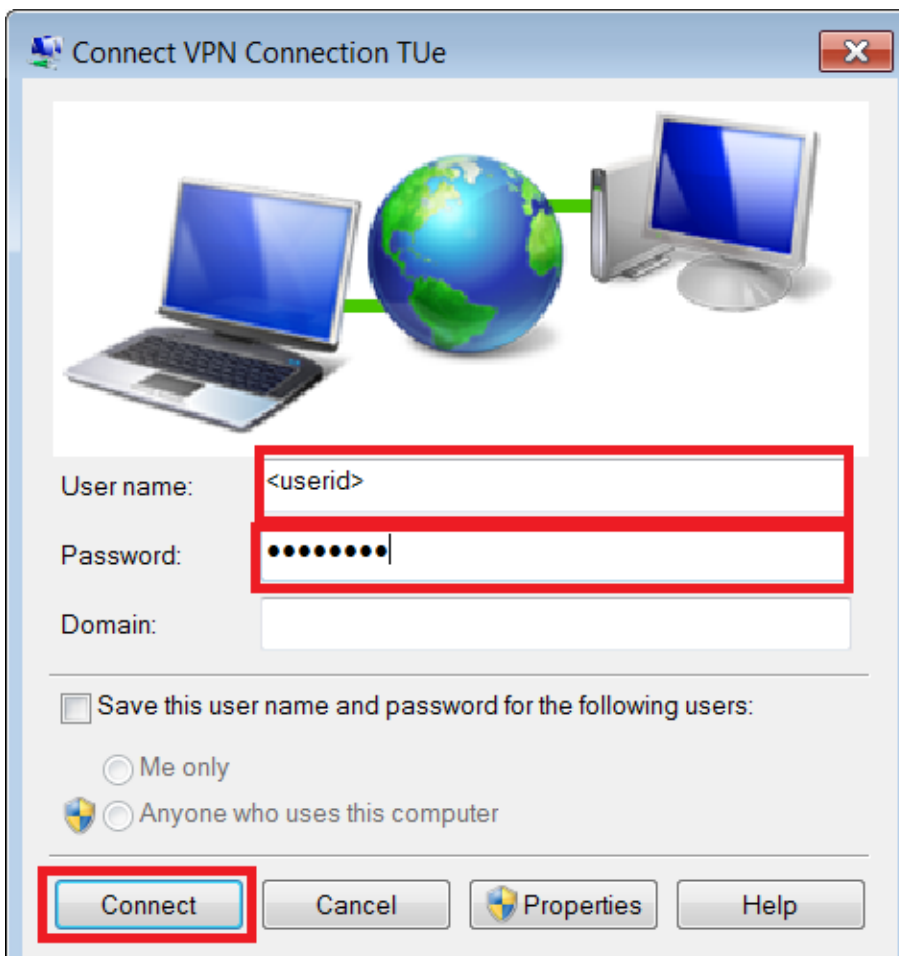 Connect VPN Connection TUe
User name:
<userid>
Password:
●●●●●●●●
Domain:
Save this user name and password for the following users:
Me only
Anyone who uses this computer
Connect
Cancel
Properties
Help